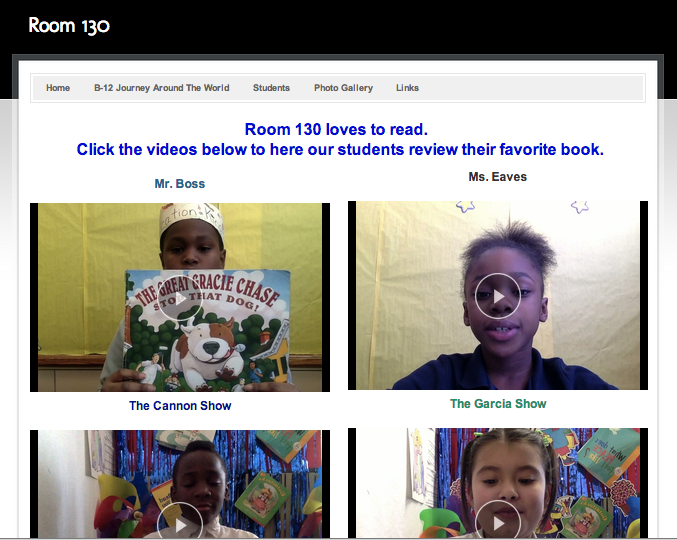 Room 130
Home B-12 Journey Around The World Students Photo Gallery Links
Room 130 loves to read.
Click the videos below to here our students review their favorite book.
Mr. Boss
Ms. Eaves
THE GREAT GRACIE CHASE
STOP THAT DOG!
The Cannon Show
The Garcia Show